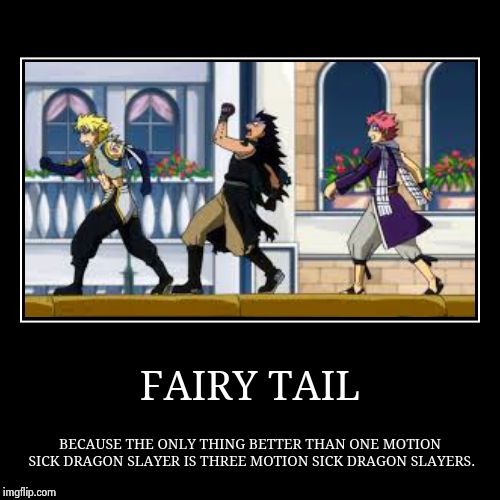 FAIRY TAIL
BECAUSE THE ONLY THING BETTER THAN ONE MOTION
SICK DRAGON SLAYER IS THREE MOTION SICK DRAGON SLAYERS.
imgflip.com